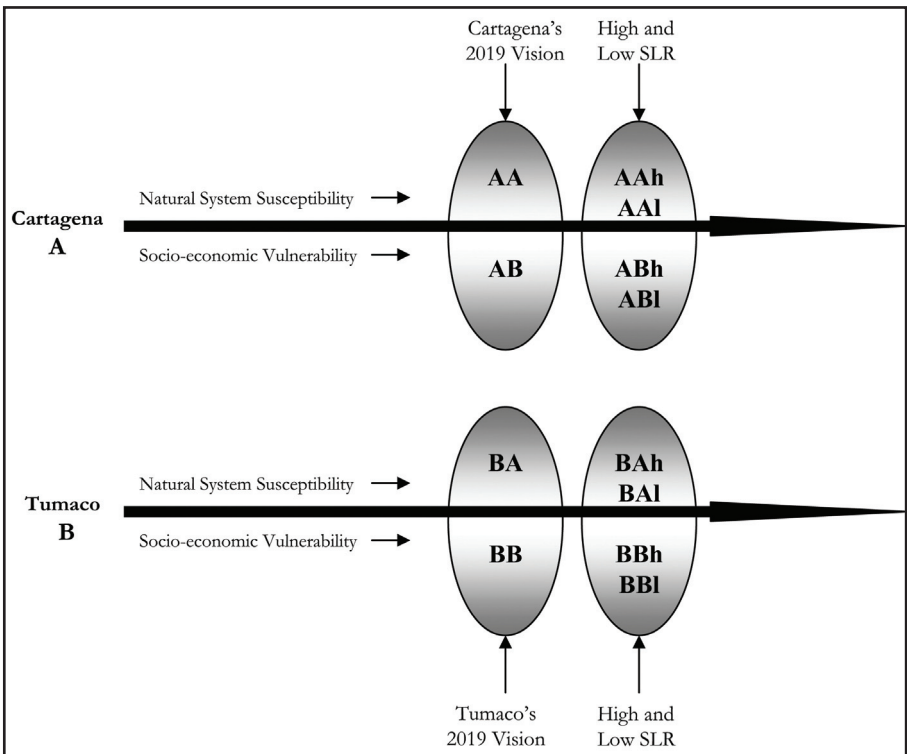 Cartagena's
2019 Vision
High and
Low SLR
AA
AAh
AAl
Natural System Susceptibility
Cartagena
A
Socio-economic Vulnerability
AB
ABh
ABl
BA
BAh
BAl
Natural System Susceptibility
Tumaco
B
Socio-economic Vulnerability
BB
BBh
BBl
Tumaco's
2019 Vision
High and
Low SLR